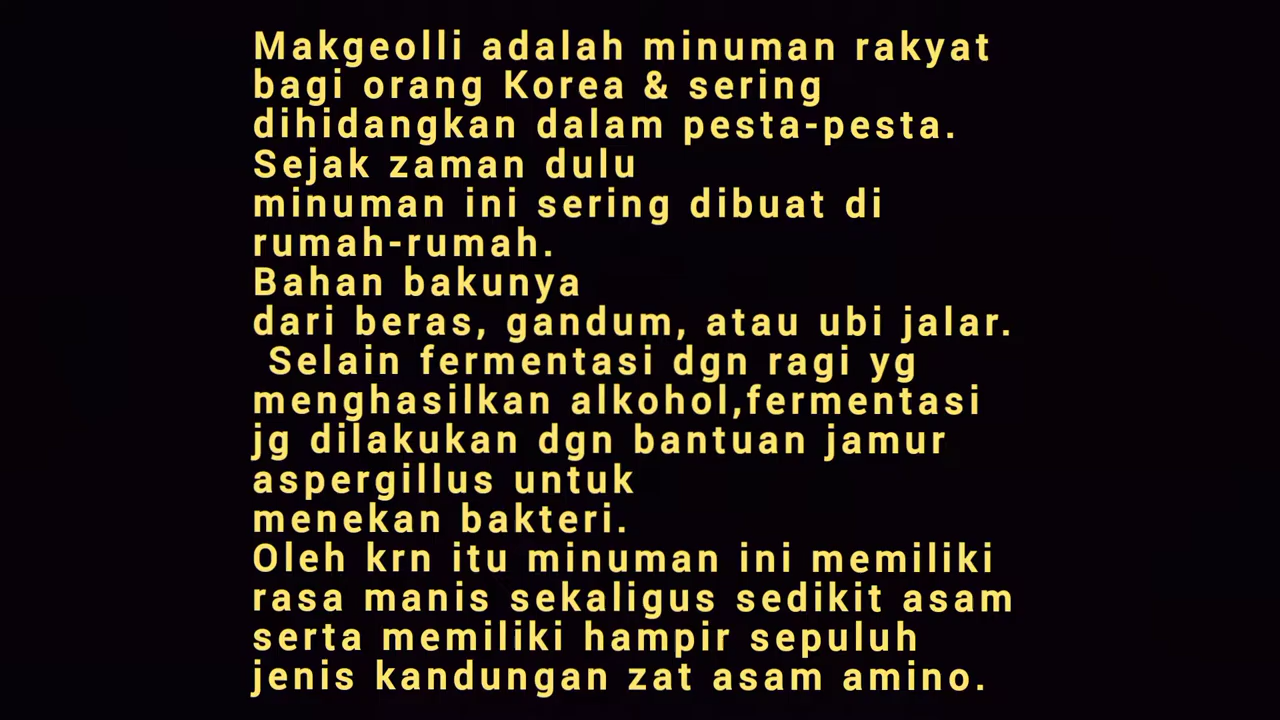 Makgeolli adalah minuman rakyat
bagi orang Korea & sering
dihidangkan dalam pesta-pesta.
Sejak zaman dulu
minuman ini sering dibuat di
rumah-rumah.
Bahan bakunya
dari beras, gandum, atau ubi jalar.
Selain fermentasi dgn ragi yg
menghasilkan alkohol,fermentasi
jg dilakukan dgn bantuan jamur
aspergillus untuk
menekan bakteri.
Oleh krn itu minuman ini memiliki
rasa manis sekaligus sedikit asam
serta memiliki hampir sepuluh
jenis kandungan zat asam amino.